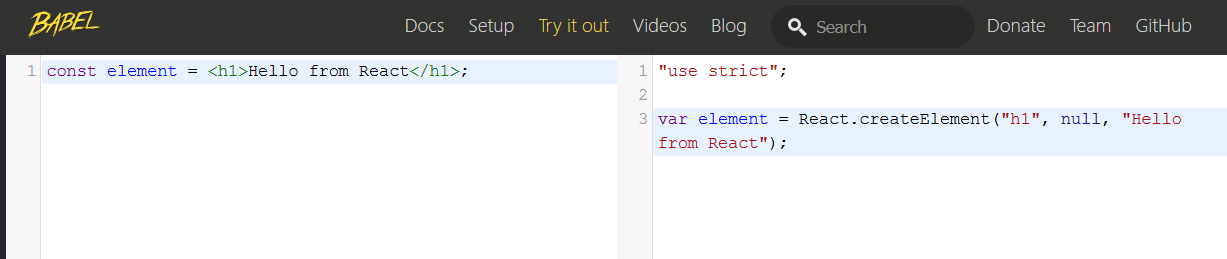 BABEL Docs Setup Try it out Videos Blog Search Donate Team GitHub
1 const element = <h1>Hello from React</h1>;
1 "use strict";
2
3 var element = React.createElement("h1", null, "Hello
from React");